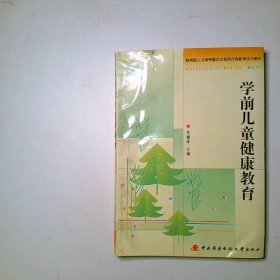 教育部人才培养模式改革和开放教育试点教材
学前儿童健康教育
主编
中央广播电视大学出版社